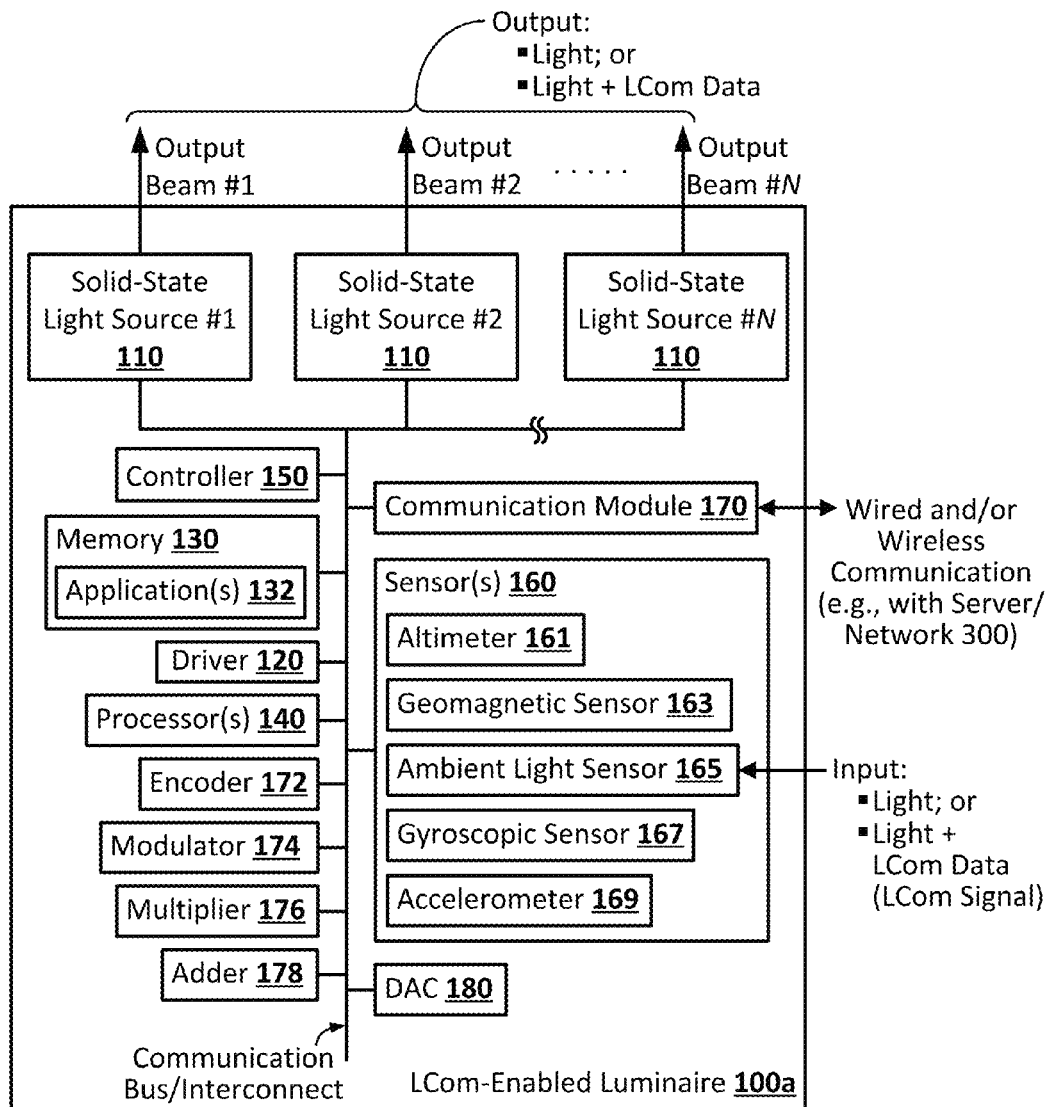 Output:
▪Light; or
▪Light + LCom Data
Output
Beam #1
Output
Beam #2
. . . . .
Output
Beam #N
Solid-State
Light Source #1
110
Solid-State
Light Source #2
110
Solid-State
Light Source #N
110
Controller 150
Memory 130
Application(s) 132
Driver 120
Processor(s) 140
Encoder 172
Modulator 174
Multiplier 176
Adder 178
Communication
Bus/Interconnect
Communication Module 170
Sensor(s) 160
Altimeter 161
Geomagnetic Sensor 163
Ambient Light Sensor 165
Gyroscopic Sensor 167
Accelerometer 169
DAC 180
LCom-Enabled Luminaire 100a
Wired and/or
Wireless
Communication
(e.g., with Server/
Network 300)
Input:
▪Light; or
▪Light +
LCom Data
(LCom Signal)